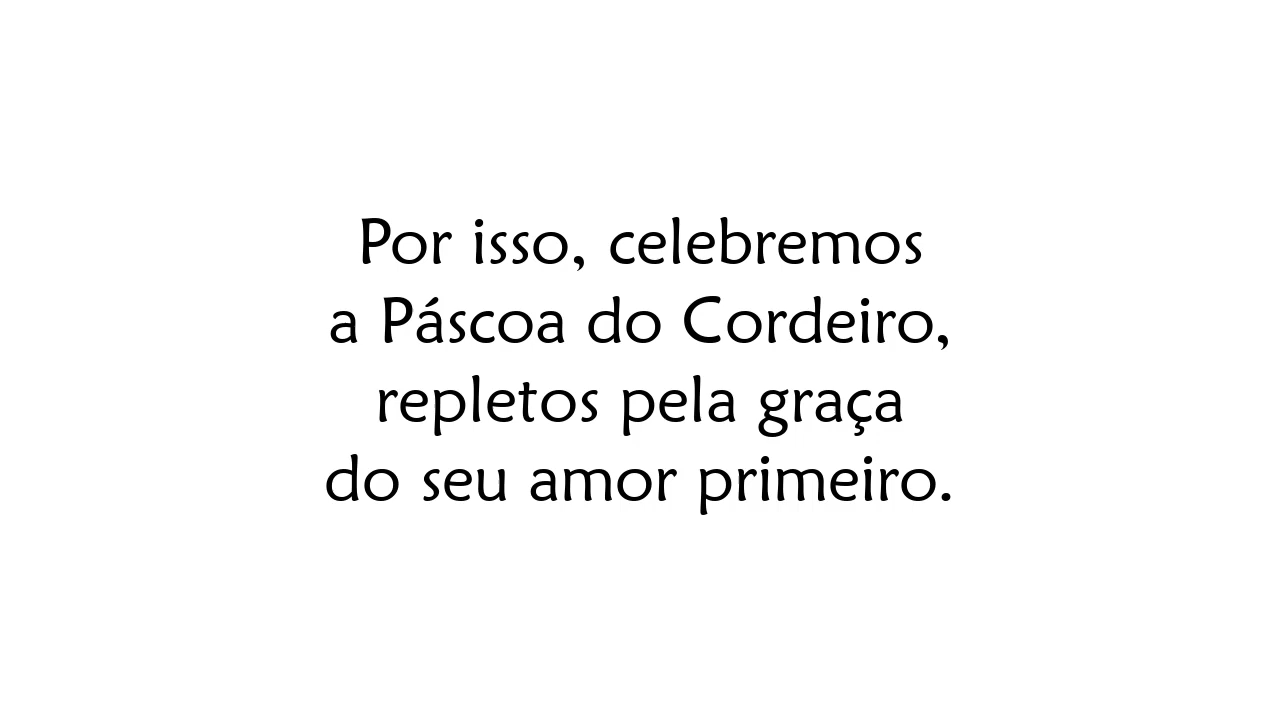 Por isso, celebremos
a Páscoa do Cordeiro,
repletos pela graça
do seu amor primeiro.